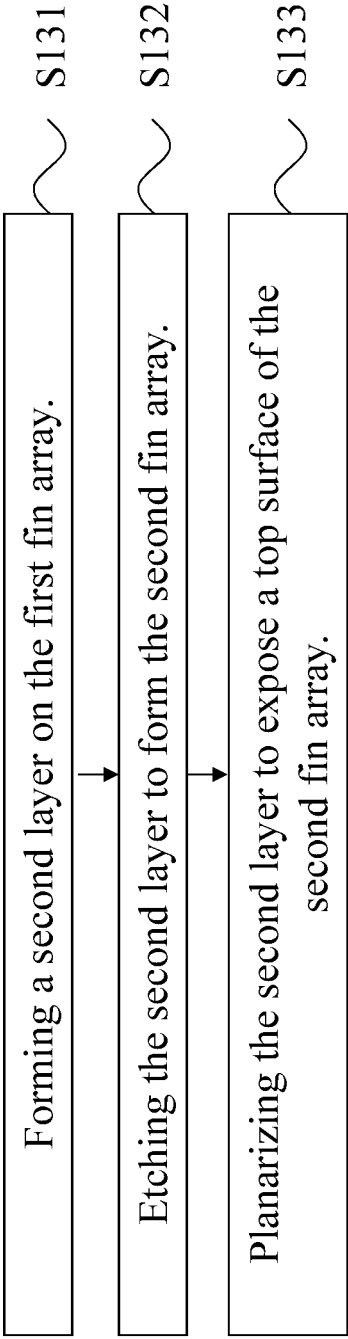 Forming a second layer on the first fin array.
S131
Etching the second layer to form the second fin array.
S132
Planarizing the second layer to expose a top surface of the
second fin array.
S133